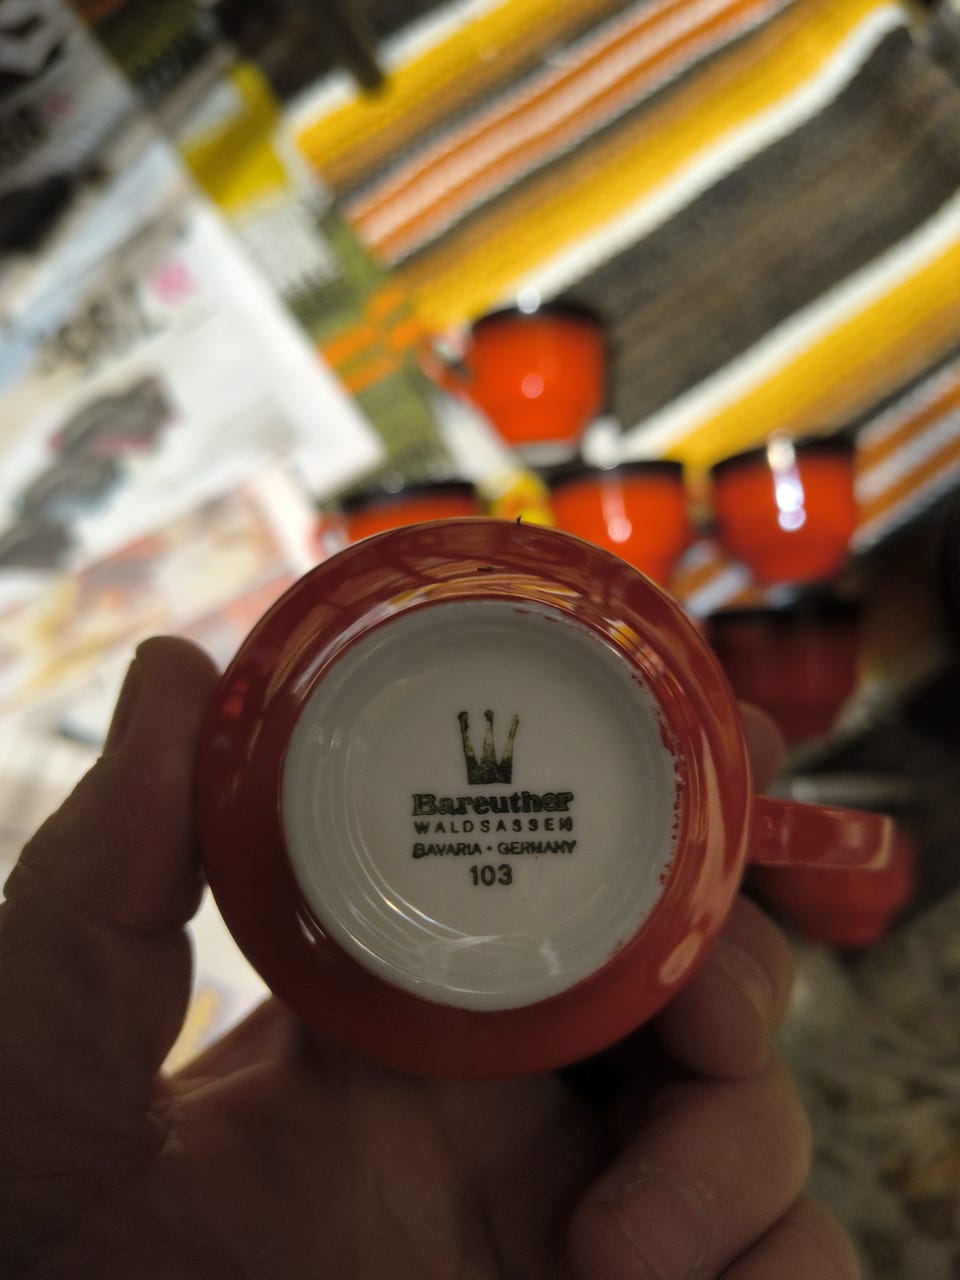 Bareuther
WALDSASSEN
BAVARIA • GERMANY
103